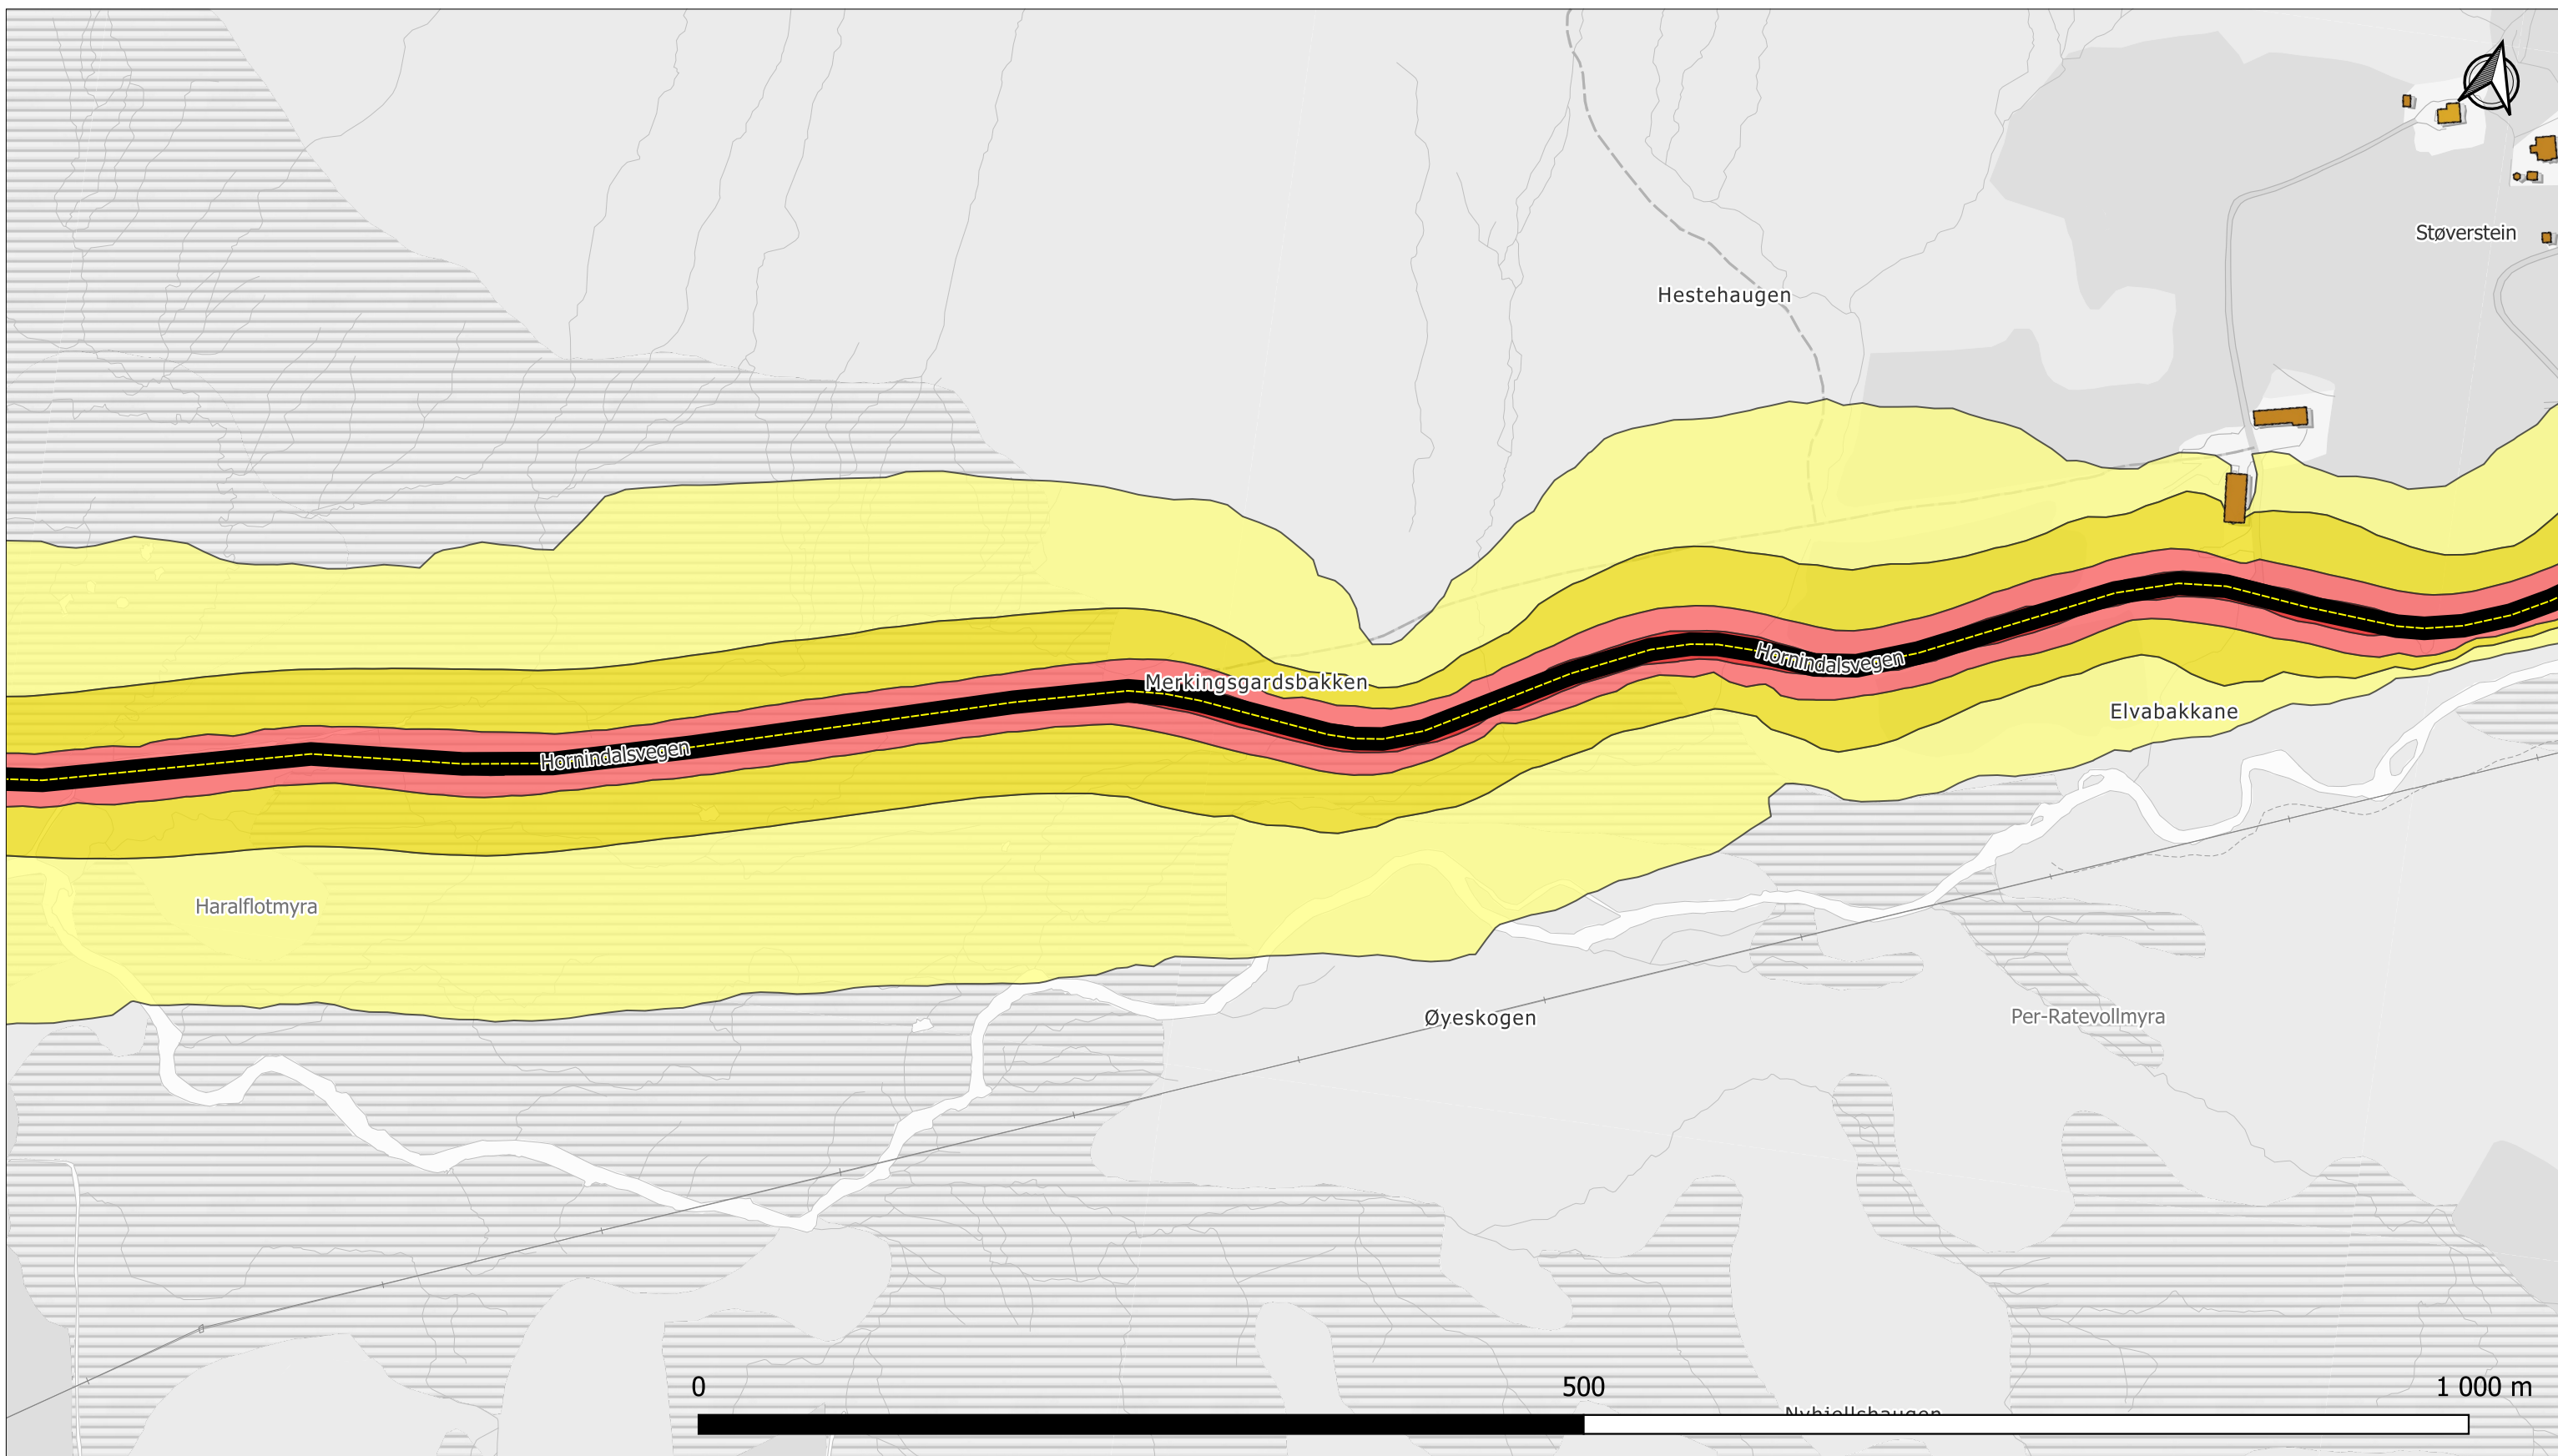 Støverstein
Hestehaugen
Hornindalsvegen
Merkingsgardsbakken
Elvabakkane
Hornindalsvegen
Haralflotmyra
Øyeskogen
Per-Ratevollmyra
0
500
1 000 m